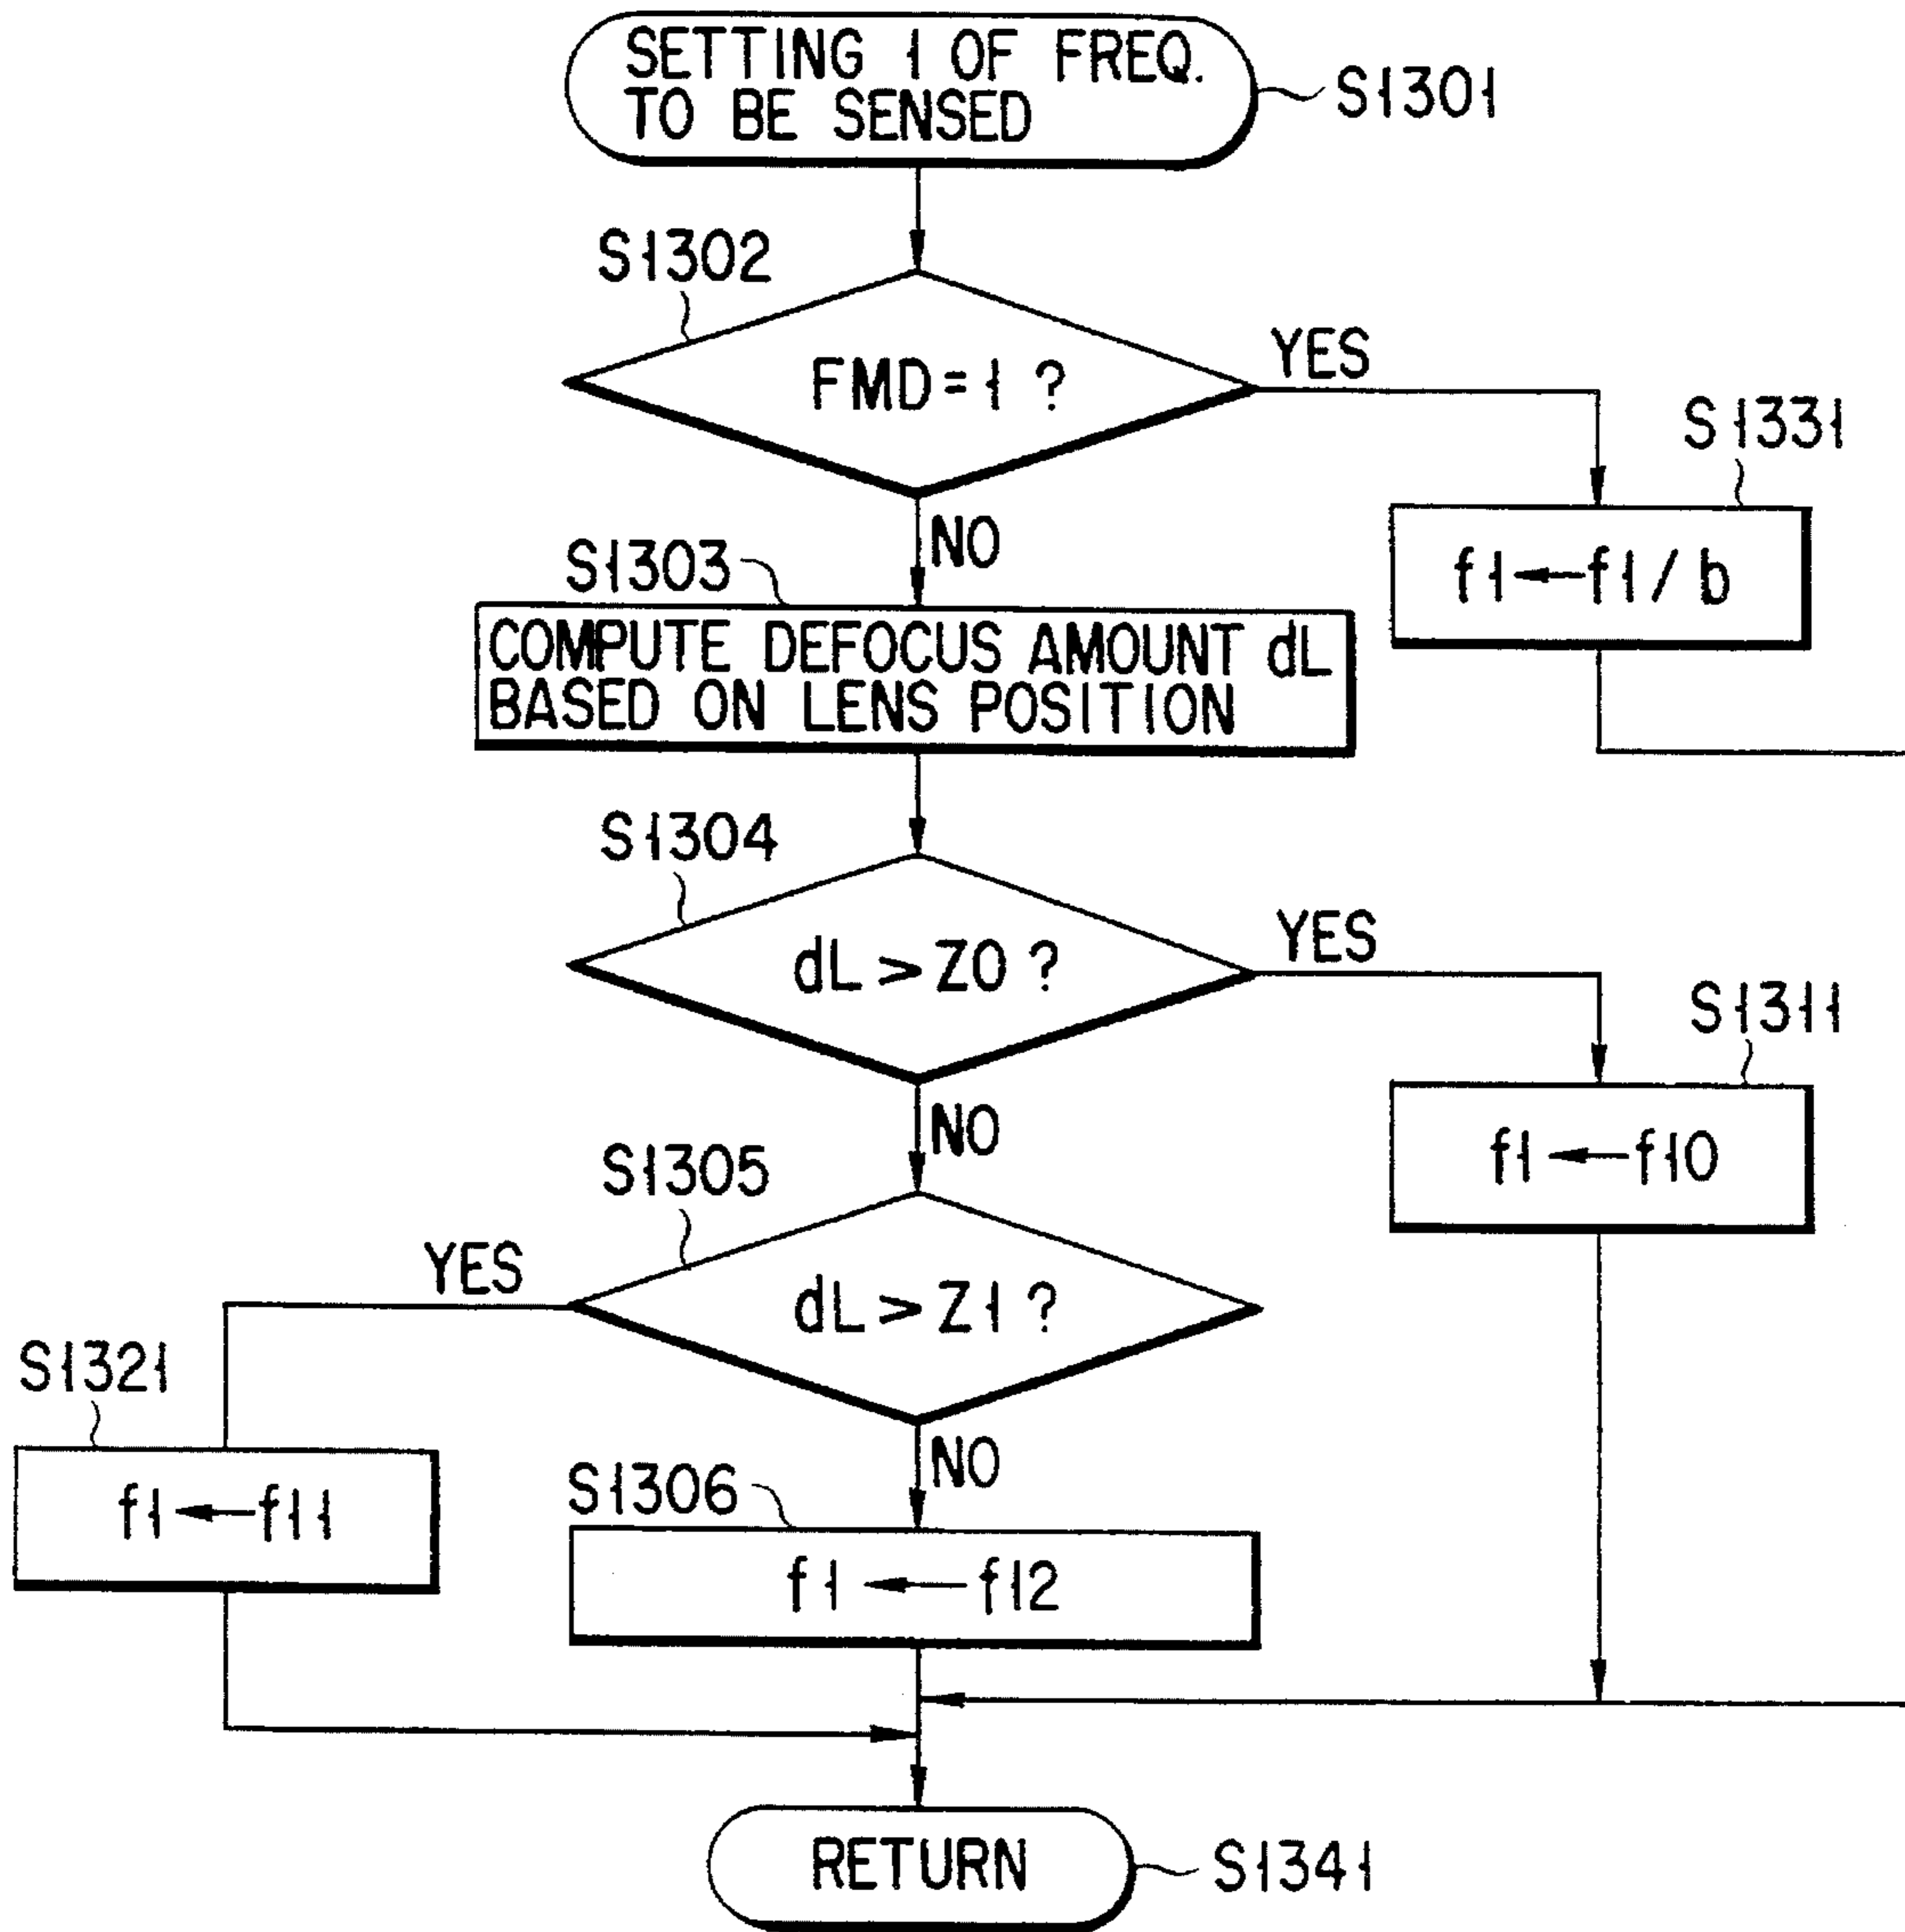 SETTING 1 OF FREQ.
TO BE SENSED
S1301
S1302
FMD=1 ?
YES
S1331
f1←f1/b
NO
S1303
COMPUTE DEFOCUS AMOUNT dL
BASED ON LENS POSITION
S1304
dL > Z0 ?
YES
S1311
f1←f10
NO
S1305
dL > Z1 ?
YES
S1321
f1←f11
NO
S1306
f1←f12
RETURN
S1341